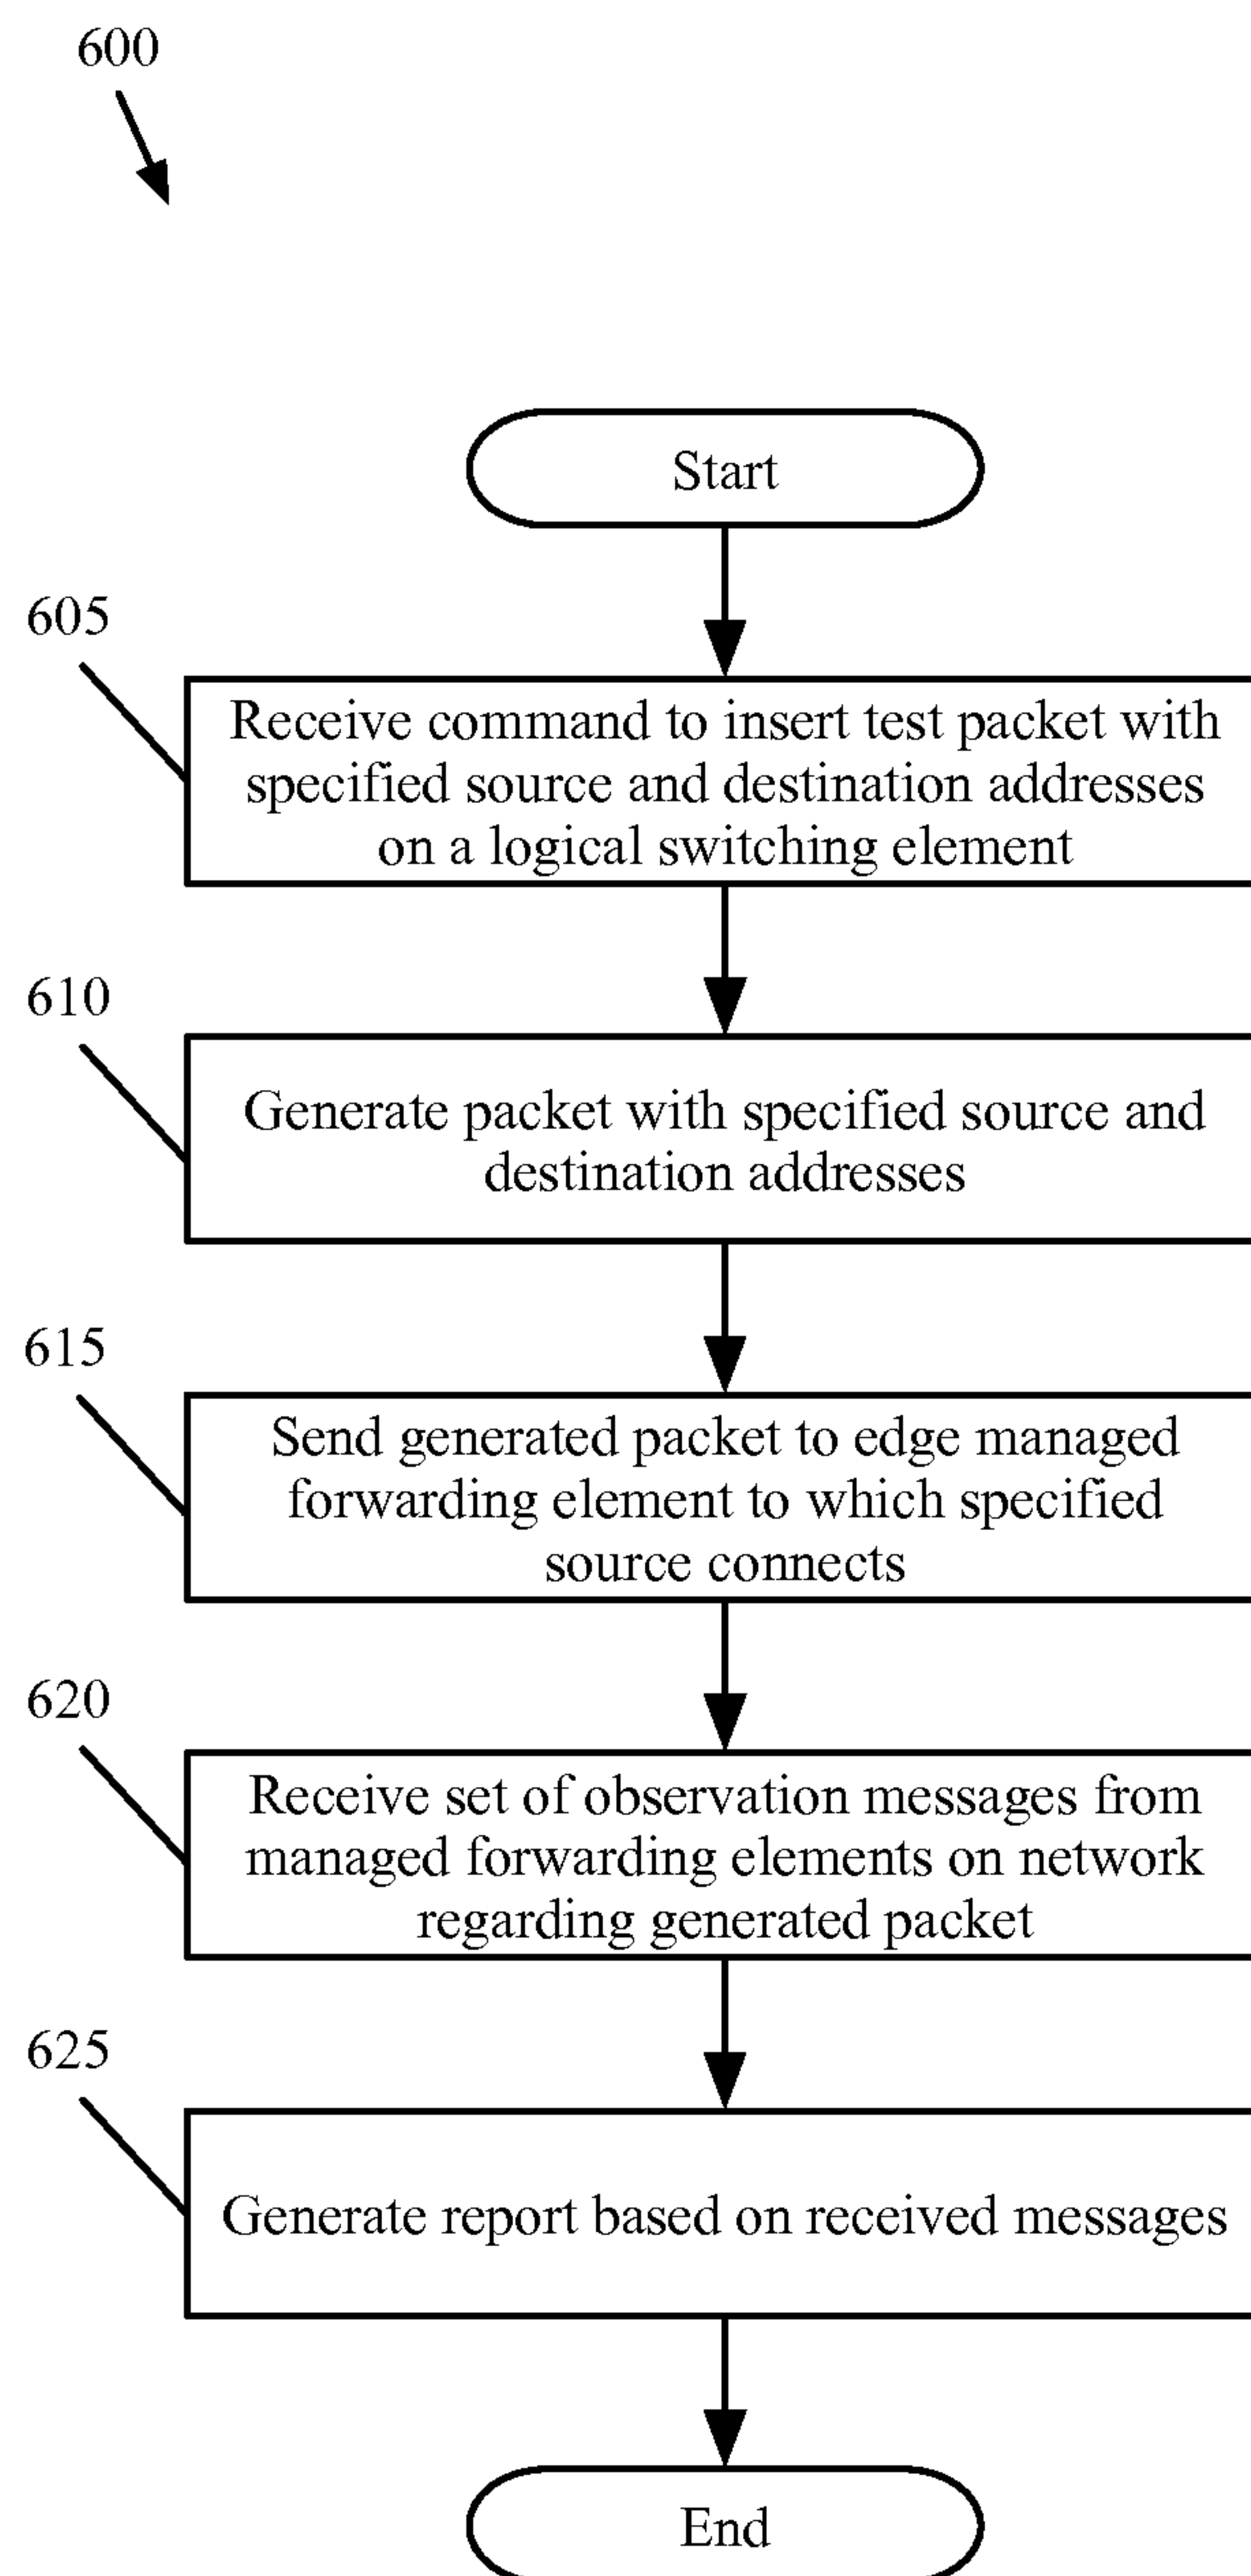 600
Start
605
Receive command to insert test packet with
specified source and destination addresses
on a logical switching element
610
Generate packet with specified source and
destination addresses
615
Send generated packet to edge managed
forwarding element to which specified
source connects
620
Receive set of observation messages from
managed forwarding elements on network
regarding generated packet
625
Generate report based on received messages
End